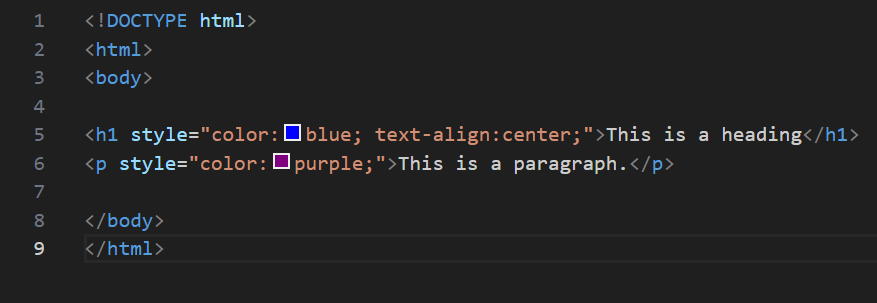 1 <!DOCTYPE html>
2 <html>
3 <body>
4
5 <h1 style="color:blue; text-align:center;">This is a heading</h1>
6 <p style="color:purple;">This is a paragraph.</p>
7
8 </body>
9 </html>